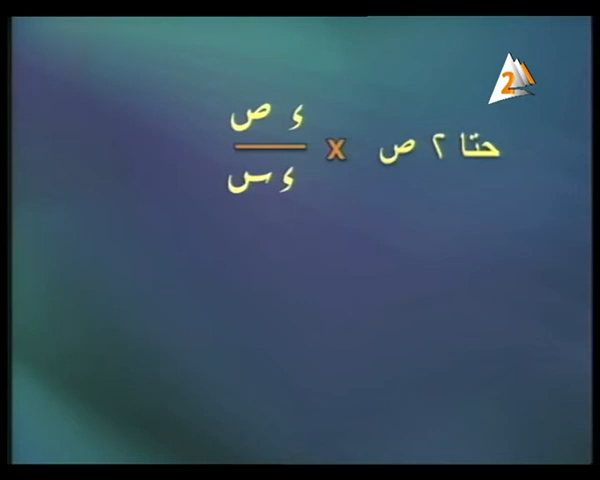 حتا ٢ ص x ء ص
ء س
2